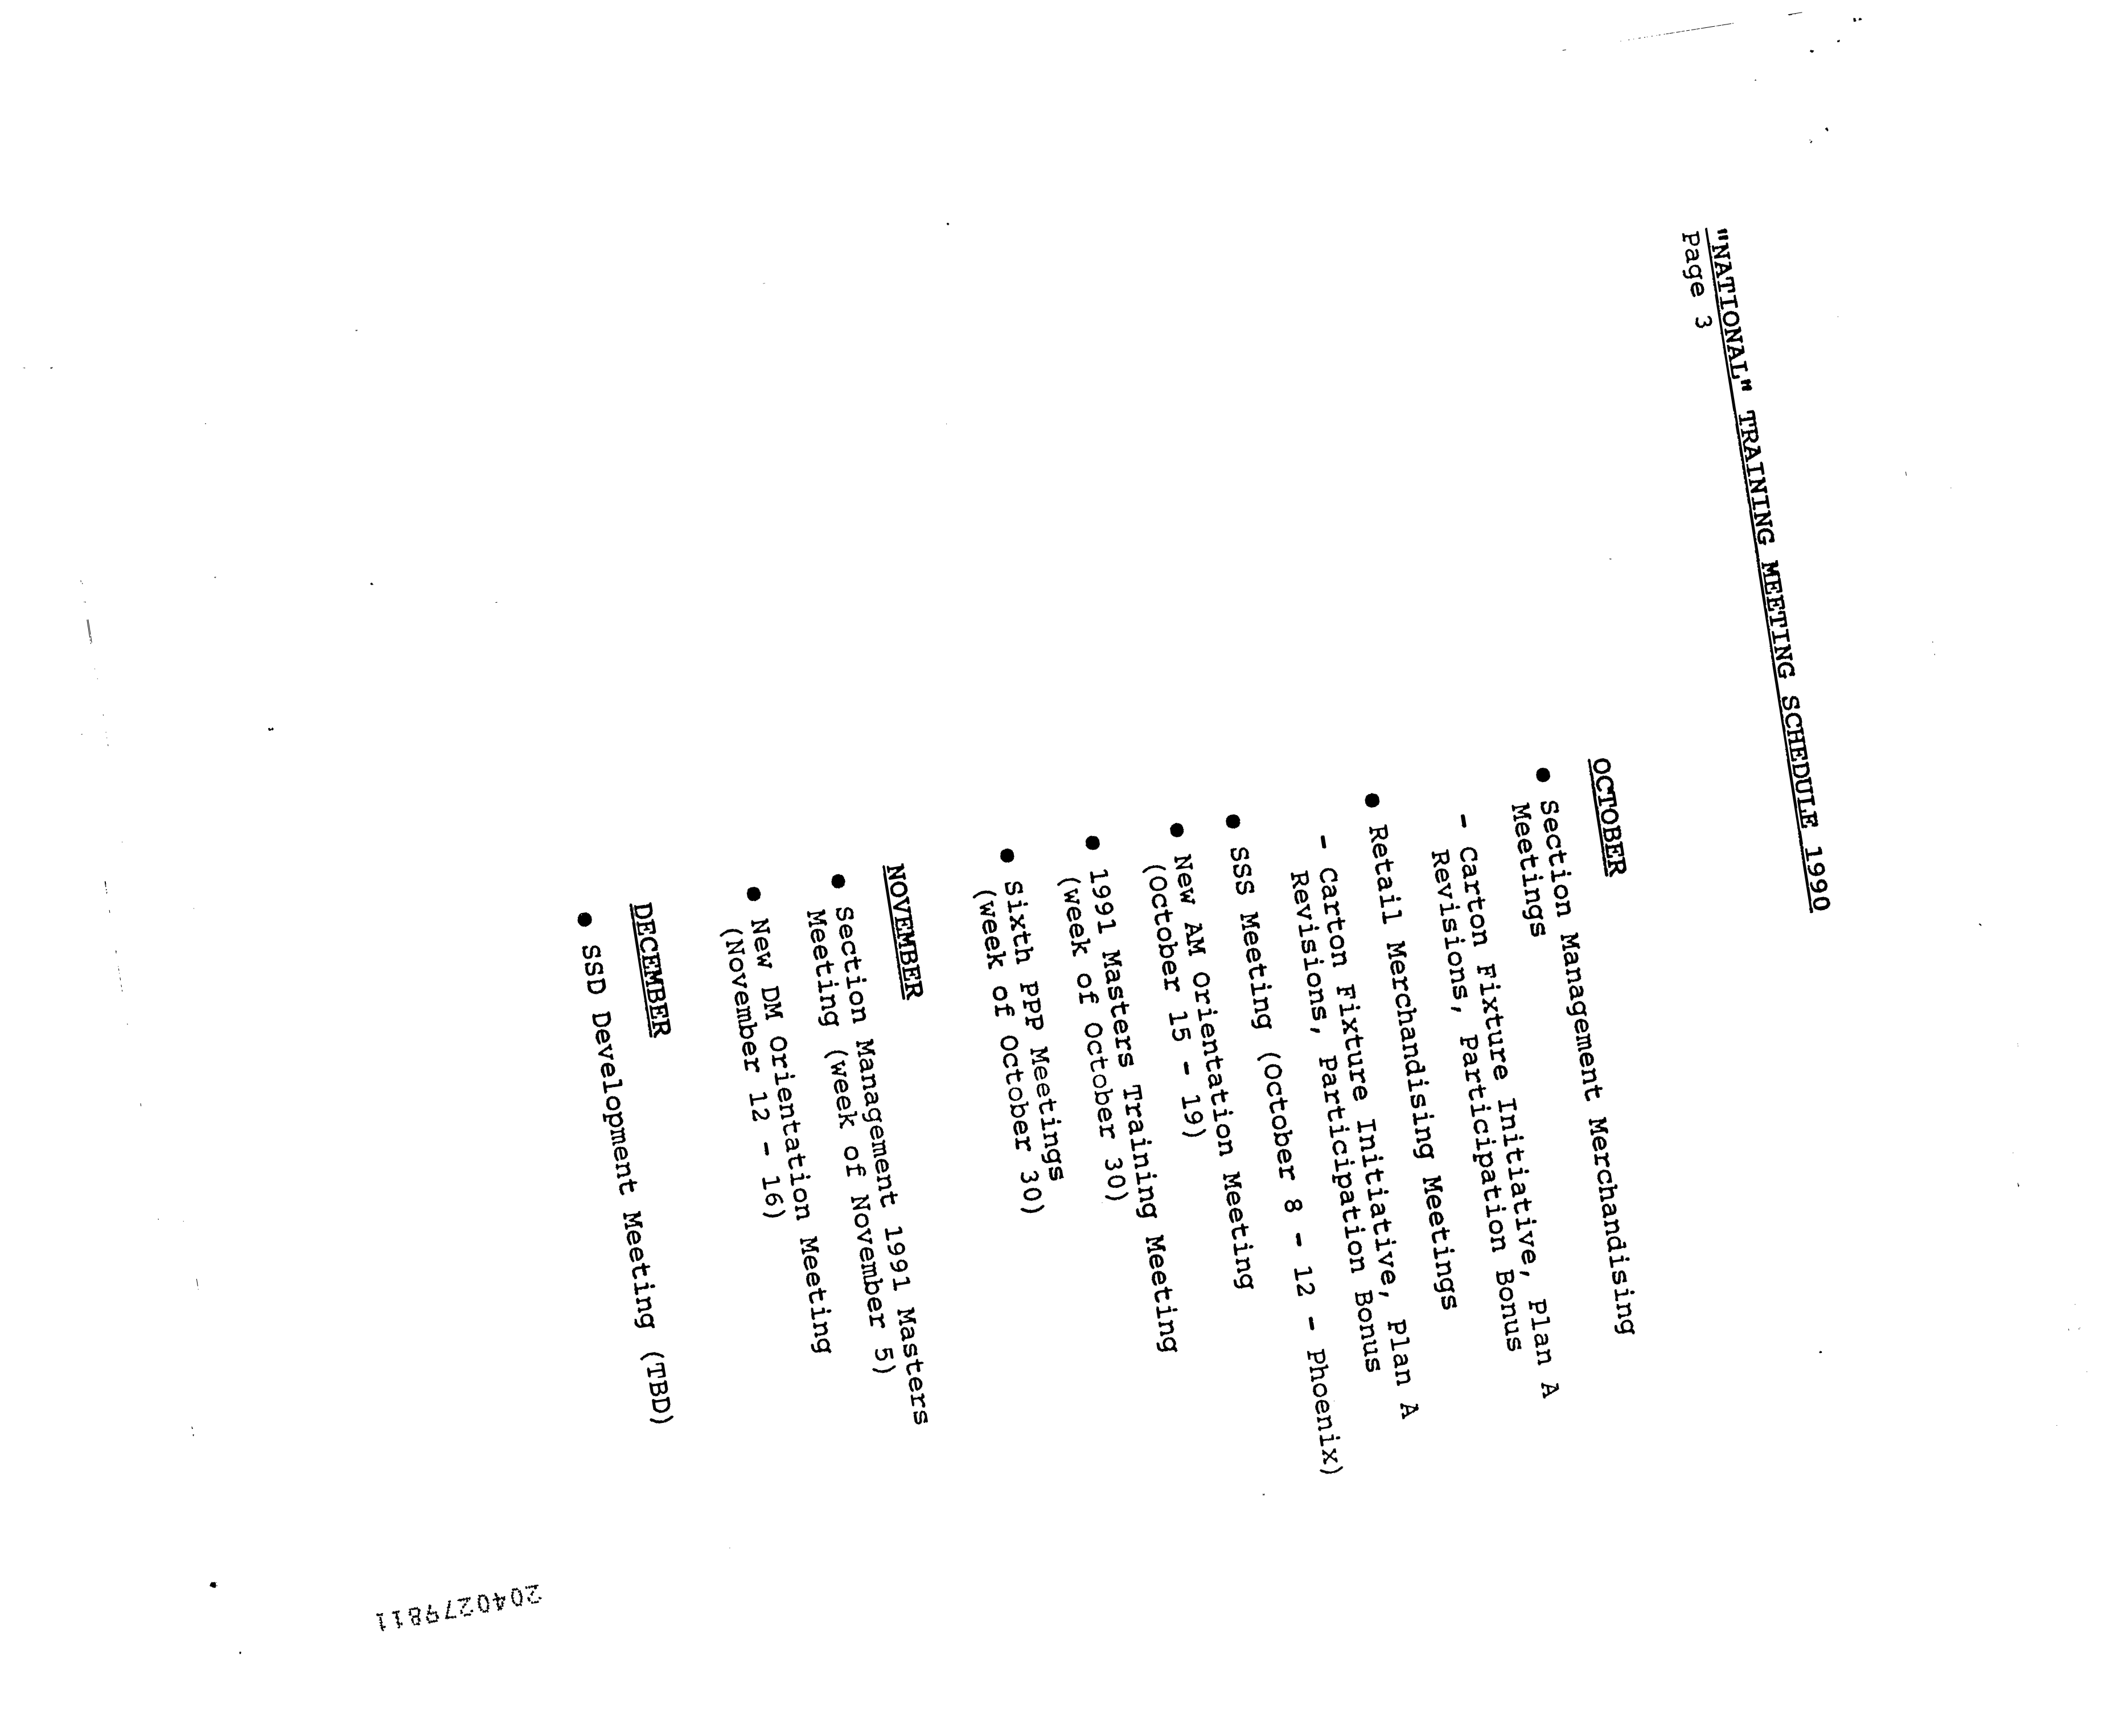 "NATIONAL" TRAINING MEETING SCHEDULE 1990
Page 3
OCTOBER
● Section Management Merchandising
Meetings
- Carton Fixture Initiative, Plan A
Revisions, Participation Bonus
● Retail Merchandising Meetings
- Carton Fixture Initiative, Plan A
Revisions, Participation Bonus
● SSS Meeting (October 8 - 12 - Phoenix)
● New AM Orientation Meeting
(October 15 - 19)
● 1991 Masters Training Meeting
(week of October 30)
● Sixth PPP Meetings
(week of October 30)
NOVEMBER
● Section Management 1991 Masters
Meeting (week of November 5)
● New DM Orientation Meeting
(November 12 - 16)
DECEMBER
● SSD Development Meeting (TBD)
2040279811